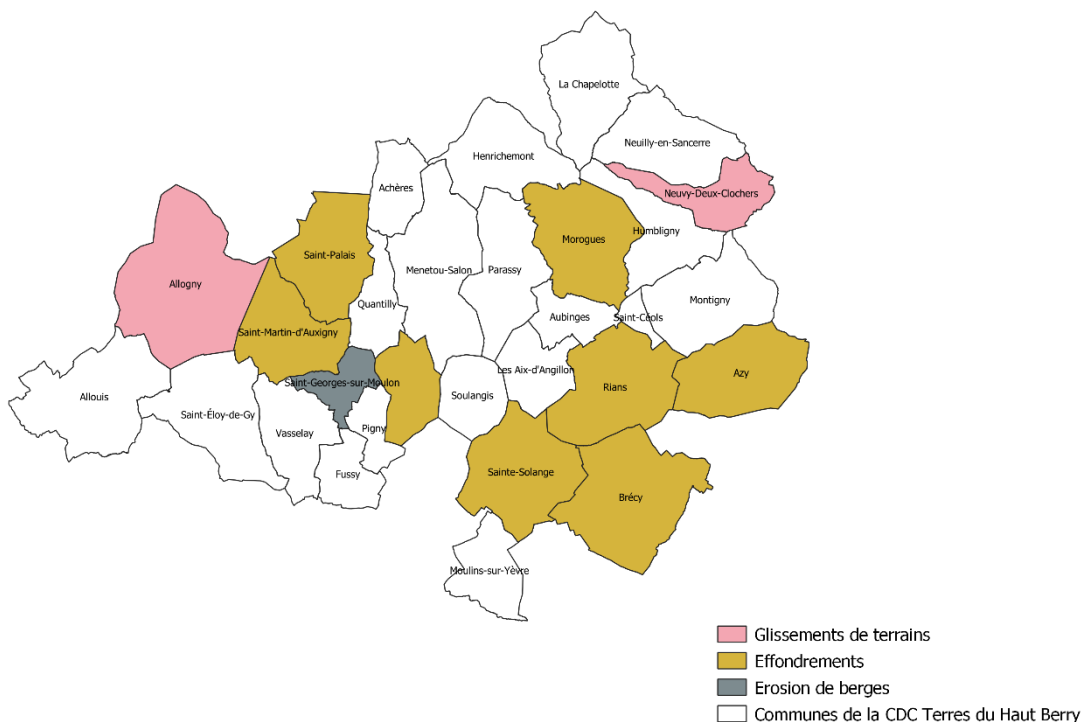 La Chapelotte
Neuilly-en-Sancerre
Henrichemont
Achères
Neuvy-Deux-Clochers
Humbligny
Morogues
Saint-Palais
Menetou-Salon
Parassy
Allogny
Quantilly
Montigny
Aubinges
Saint-Céols
Saint-Martin-d'Auxigny
Les Aix-d'Angillon
Azy
Saint-Georges-sur-Moulon
Rians
Soulangis
Allouis
Saint-Éloy-de-Gy
Vasselay
Pigny
Fussy
Sainte-Solange
Brécy
Moulins-sur-Yèvre
Glissements de terrains
Effondrements
Erosion de berges
Communes de la CDC Terres du Haut Berry